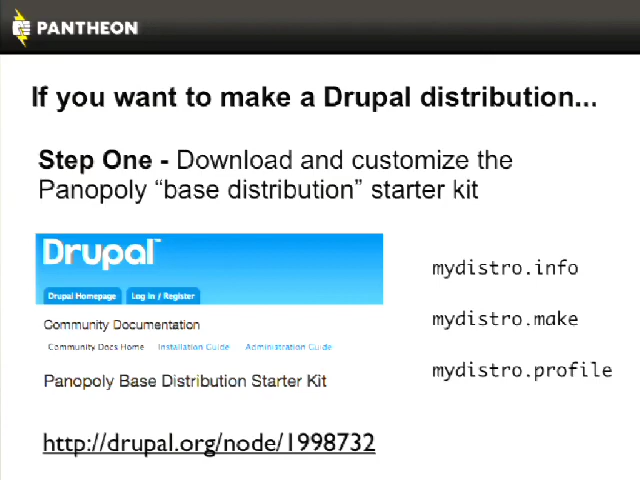 PANTHEON
If you want to make a Drupal distribution...
Step One - Download and customize the
Panopoly “base distribution” starter kit
Drupal™
Drupal Homepage Log In / Register
Community Documentation
Community Docs Home Installation Guide Administration Guide
Panopoly Base Distribution Starter Kit
mydistro.info
mydistro.make
mydistro.profile
http://drupal.org/node/1998732